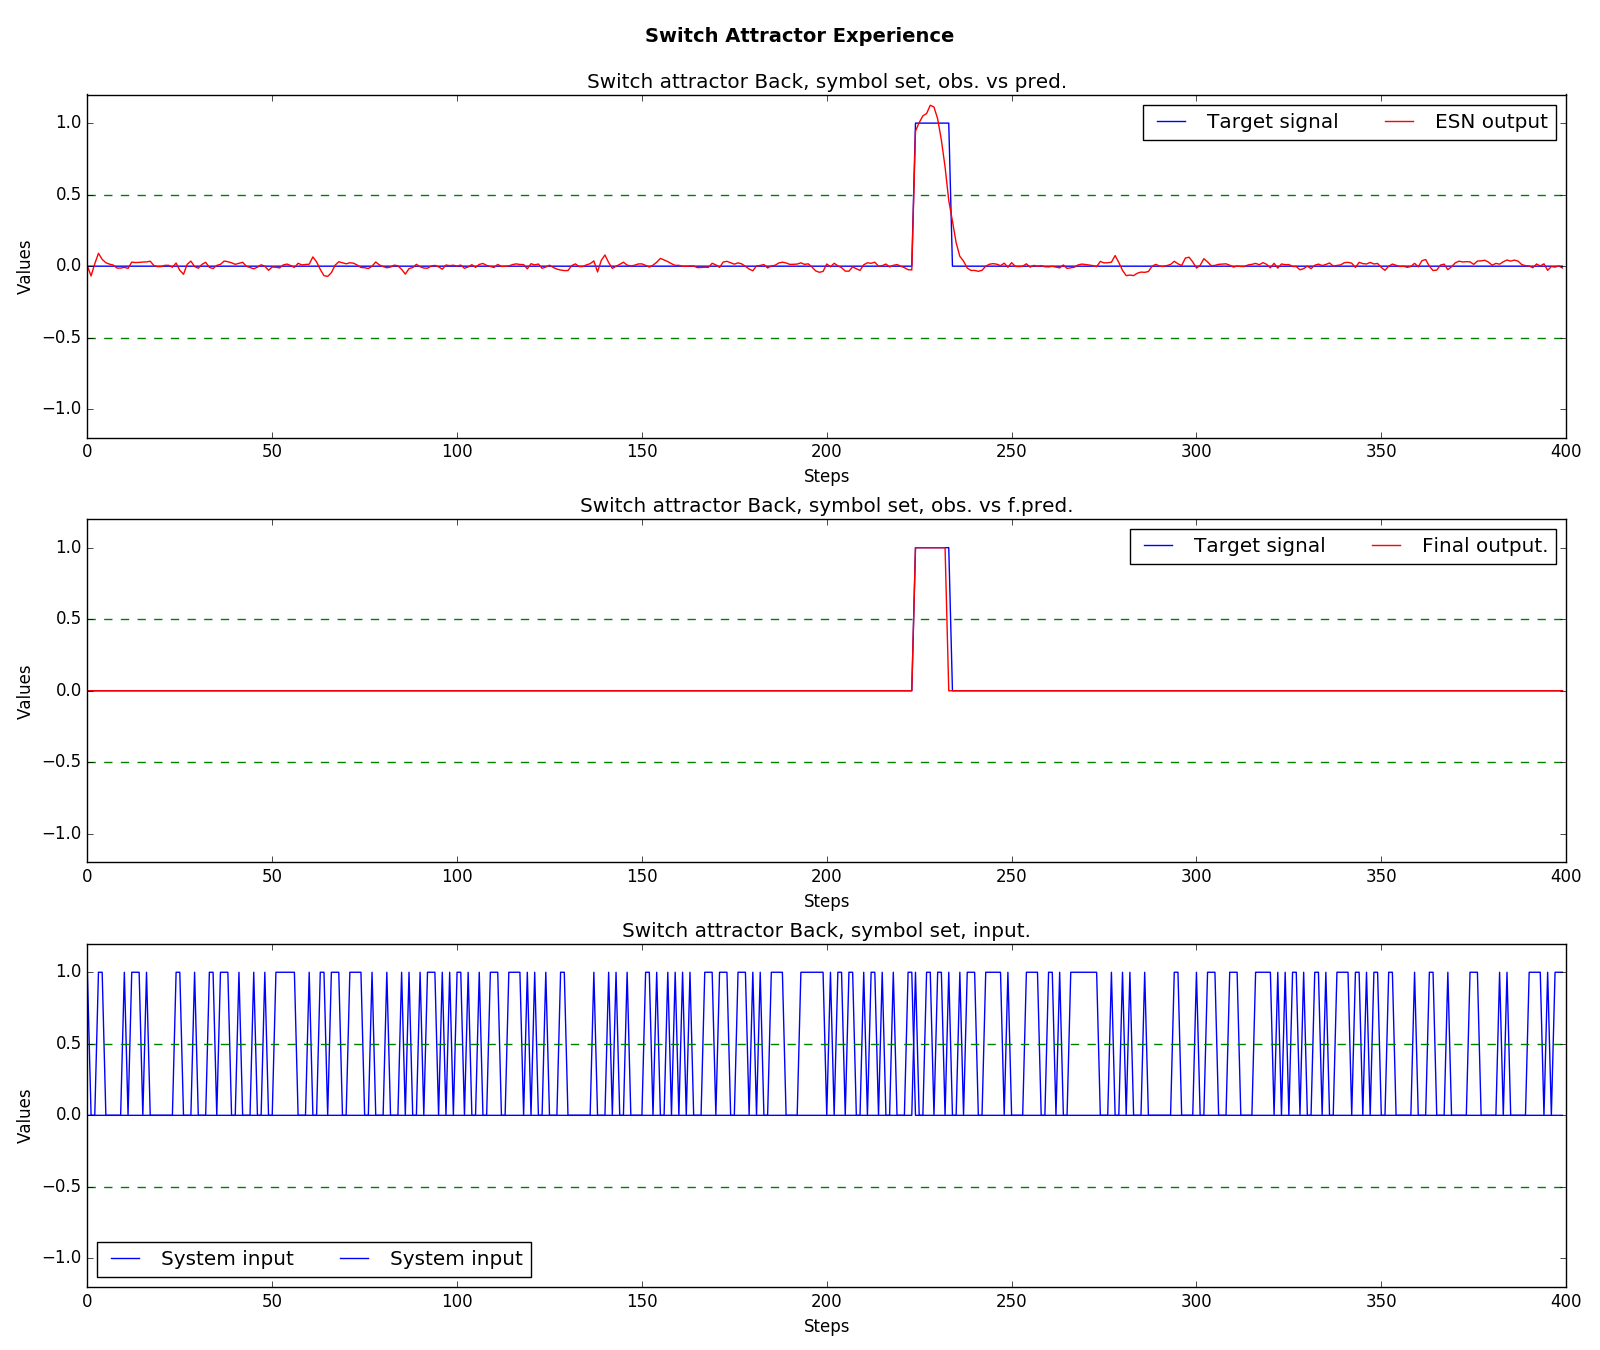 Switch Attractor Experience
Switch attractor Back, symbol set, obs. vs pred.
Target signal ESN output
1.0
0.5
0.0
−0.5
−1.0
Values
0 50 100 150 200 250 300 350 400
Steps
Switch attractor Back, symbol set, obs. vs f.pred.
Target signal Final output.
1.0
0.5
0.0
−0.5
−1.0
Values
0 50 100 150 200 250 300 350 400
Steps
Switch attractor Back, symbol set, input.
1.0
0.5
0.0
−0.5
−1.0
Values
System input System input
0 50 100 150 200 250 300 350 400
Steps